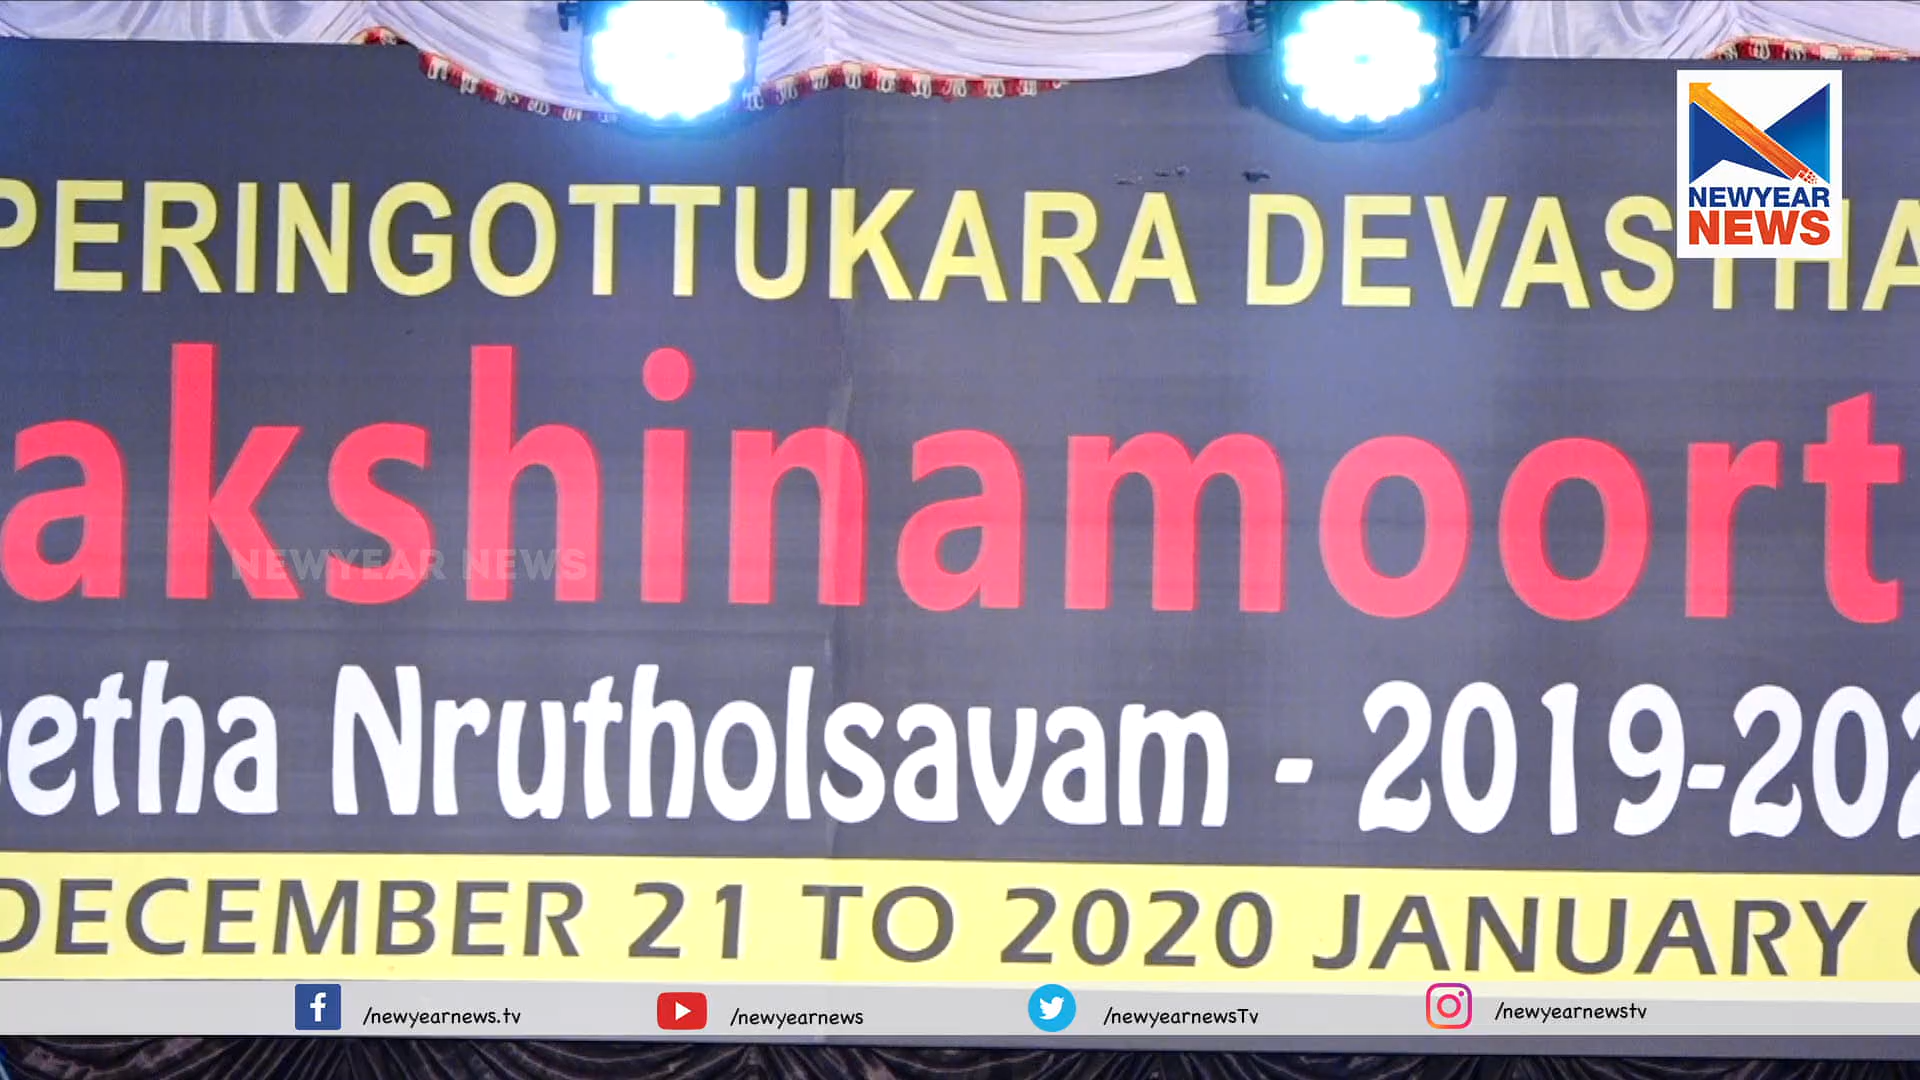 PERINGOTTUKARA DEVASTHA
akshinamoort
etha Nrutholsavam - 2019-202
DECEMBER 21 TO 2020 JANUARY
NEWYEAR
NEWS
NEWYEAR NEWS
/newyearnews.tv
/newyearnews
/newyearnewsTv
/newyearnewstv